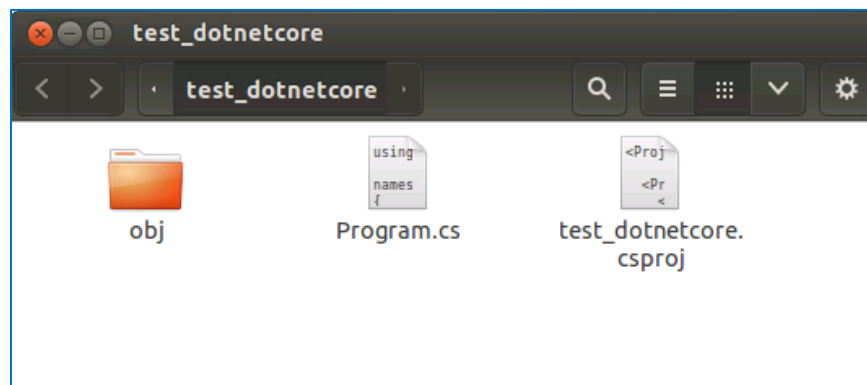 test_dotnetcore
test_dotnetcore
using
names
{
<Proj
<Pr
<
obj
Program.cs
test_dotnetcore.
csproj